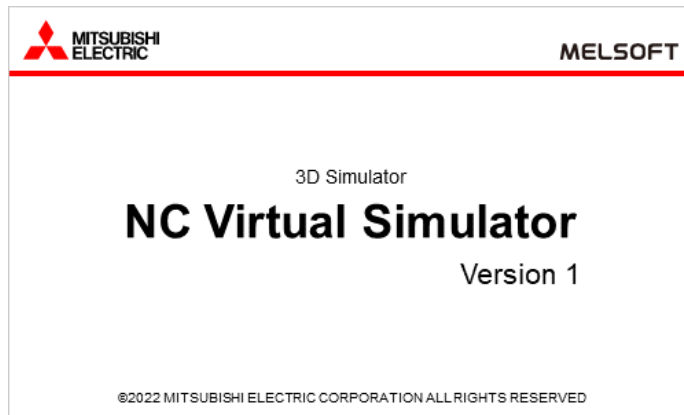 MITSUBISHI
ELECTRIC
MELSOFT
3D Simulator
NC Virtual Simulator
Version 1
©2022 MITSUBISHI ELECTRIC CORPORATION ALL RIGHTS RESERVED